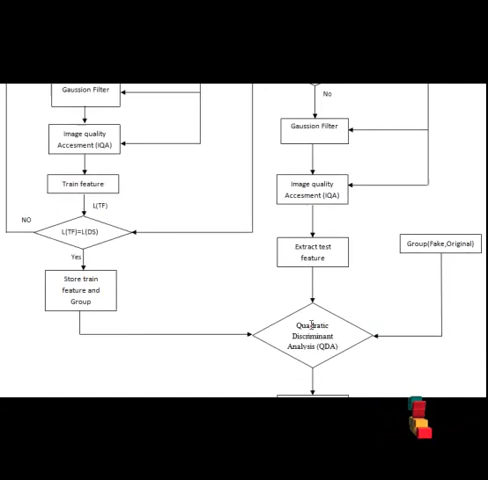 Gaussion Filter
Image quality
Accesment (IQA)
Train feature
L(TF)
NO
L(TF)=L(DS)
Yes
Store train
feature and
Group
No
Gaussion Filter
Image quality
Accesment (IQA)
Extract test
feature
Group(Fake,Original)
Quadratic
Discriminant
Analysis (QDA)